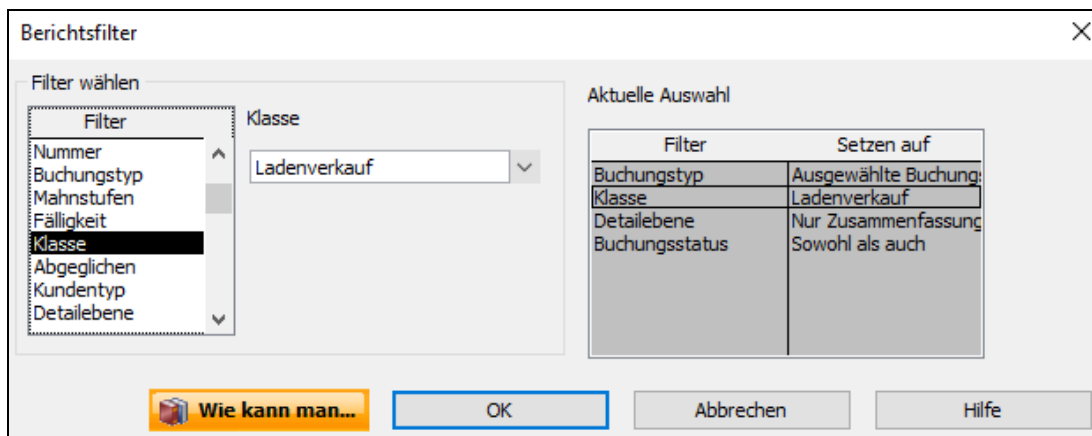 Berichtsfilter
Filter wählen
Filter
Nummer
Buchungstyp
Mahnstufen
Fälligkeit
Klasse
Abgeglichen
Kundentyp
Detailebene
Klasse
Ladenverkauf
Aktuelle Auswahl
Filter Setzen auf
Buchungstyp Ausgewählte Buchung
Klasse Ladenverkauf
Detailebene Nur Zusammenfassung
Buchungsstatus Sowohl als auch
Wie kann man... OK Abbrechen Hilfe